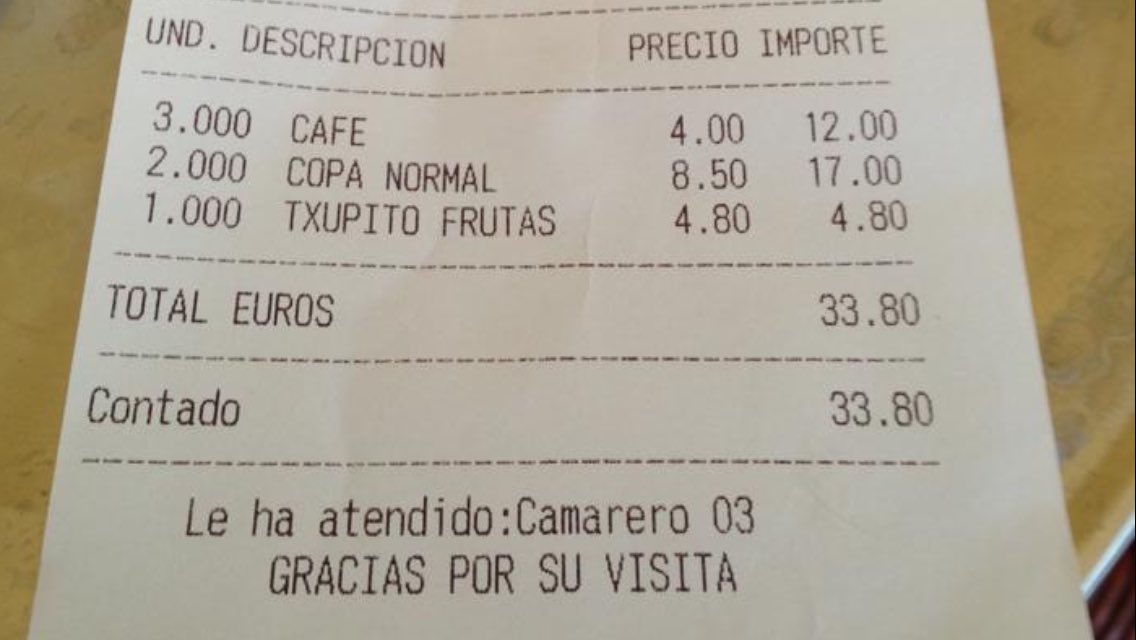 UND. DESCRIPCION PRECIO IMPORTE
3.000 CAFE 4.00 12.00
2.000 COPA NORMAL 8.50 17.00
1.000 TXUPITO FRUTAS 4.80 4.80
TOTAL EUROS 33.80
Contado 33.80
Le ha atendido:Camarero 03
GRACIAS POR SU VISITA